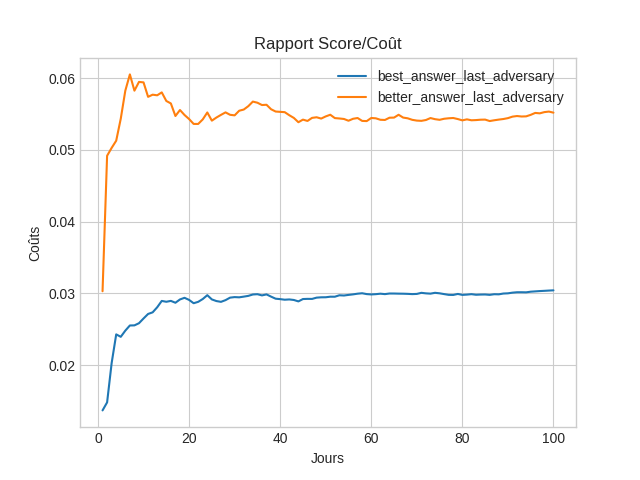 Rapport Score/Coût
best_answer_last_adversary
better_answer_last_adversary
0.06
0.05
0.04
0.03
0.02
Coûts
0
20
40
60
80
100
Jours